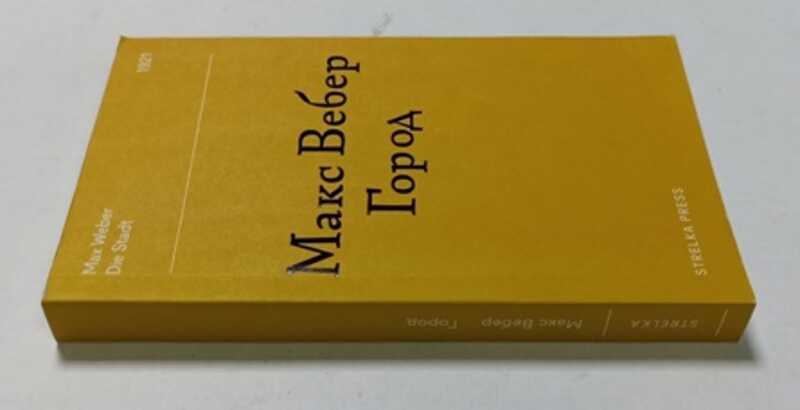 Max Weber
Die Stadt
1921
Макс Вебер
Город
STRELKA PRESS
STRELKA
Макс Вебер
Город